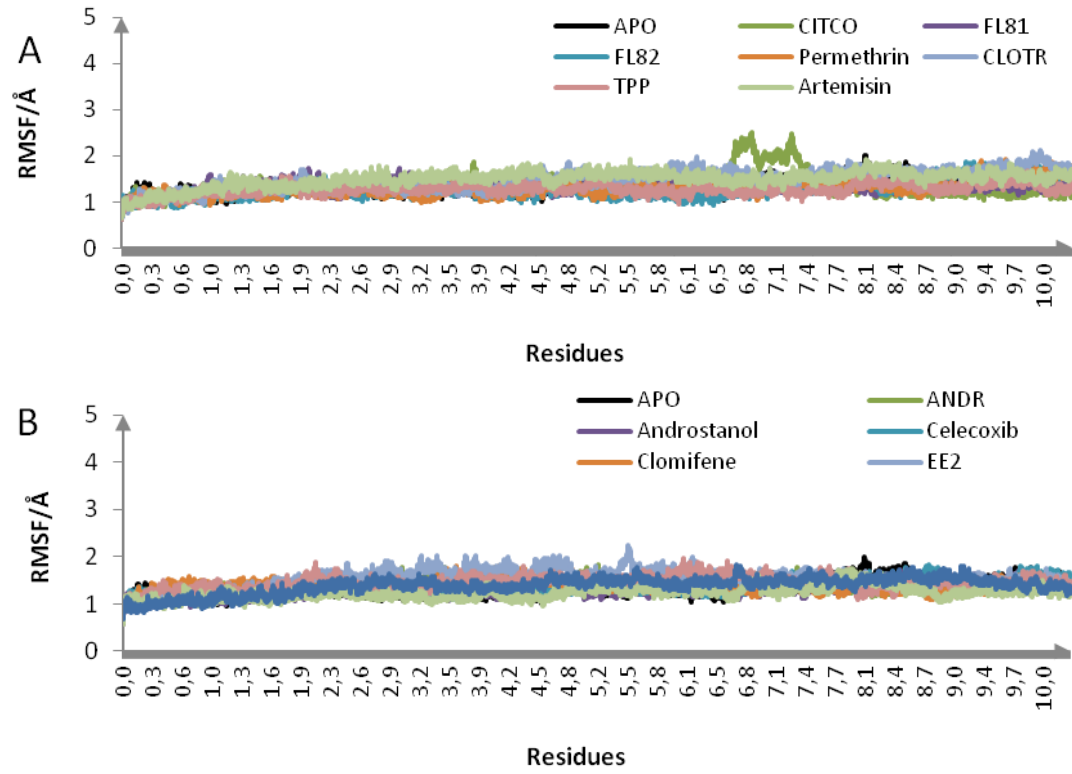 A
5
4
3
2
1
0
RMSF/Å
APO CITCO FL81
FL82 Permethrin CLOTR
TPP Artemisin
0,0 0,3 0,6 1,0 1,3 1,6 1,9 2,3 2,6 2,9 3,2 3,5 3,9 4,2 4,5 4,8 5,2 5,5 5,8 6,1 6,5 6,8 7,1 7,4 7,7 8,1 8,4 8,7 9,0 9,4 9,7 10,0
Residues
B
5
4
3
2
1
0
RMSF/Å
APO ANDR
Androstanol Celecoxib
Clomifene EE2
0,0 0,3 0,6 1,0 1,3 1,6 1,9 2,3 2,6 2,9 3,2 3,5 3,9 4,2 4,5 4,8 5,2 5,5 5,8 6,1 6,5 6,8 7,1 7,4 7,7 8,1 8,4 8,7 9,0 9,4 9,7 10,0
Residues